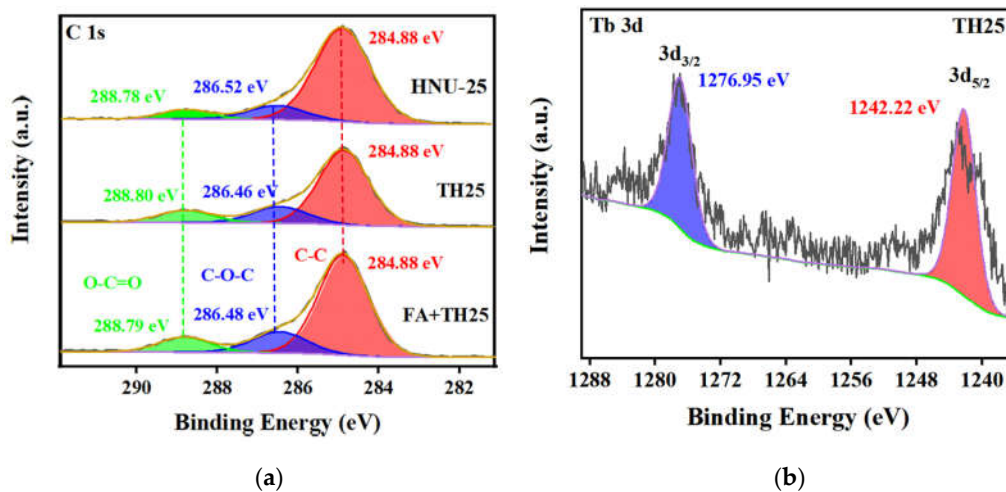 C 1s
284.88 eV
286.52 eV
HNU-25
288.78 eV
284.88 eV
286.46 eV
TH25
288.80 eV
C-C
284.88 eV
O-C=O
C-O-C
286.48 eV
FA+TH25
288.79 eV
Intensity (a.u.)
290 288 286 284 282
Binding Energy (eV)
(a)
Tb 3d
TH25
3d3/2
3d5/2
1276.95 eV
1242.22 eV
Intensity (a.u.)
1288 1280 1272 1264 1256 1248 1240
Binding Energy (eV)
(b)